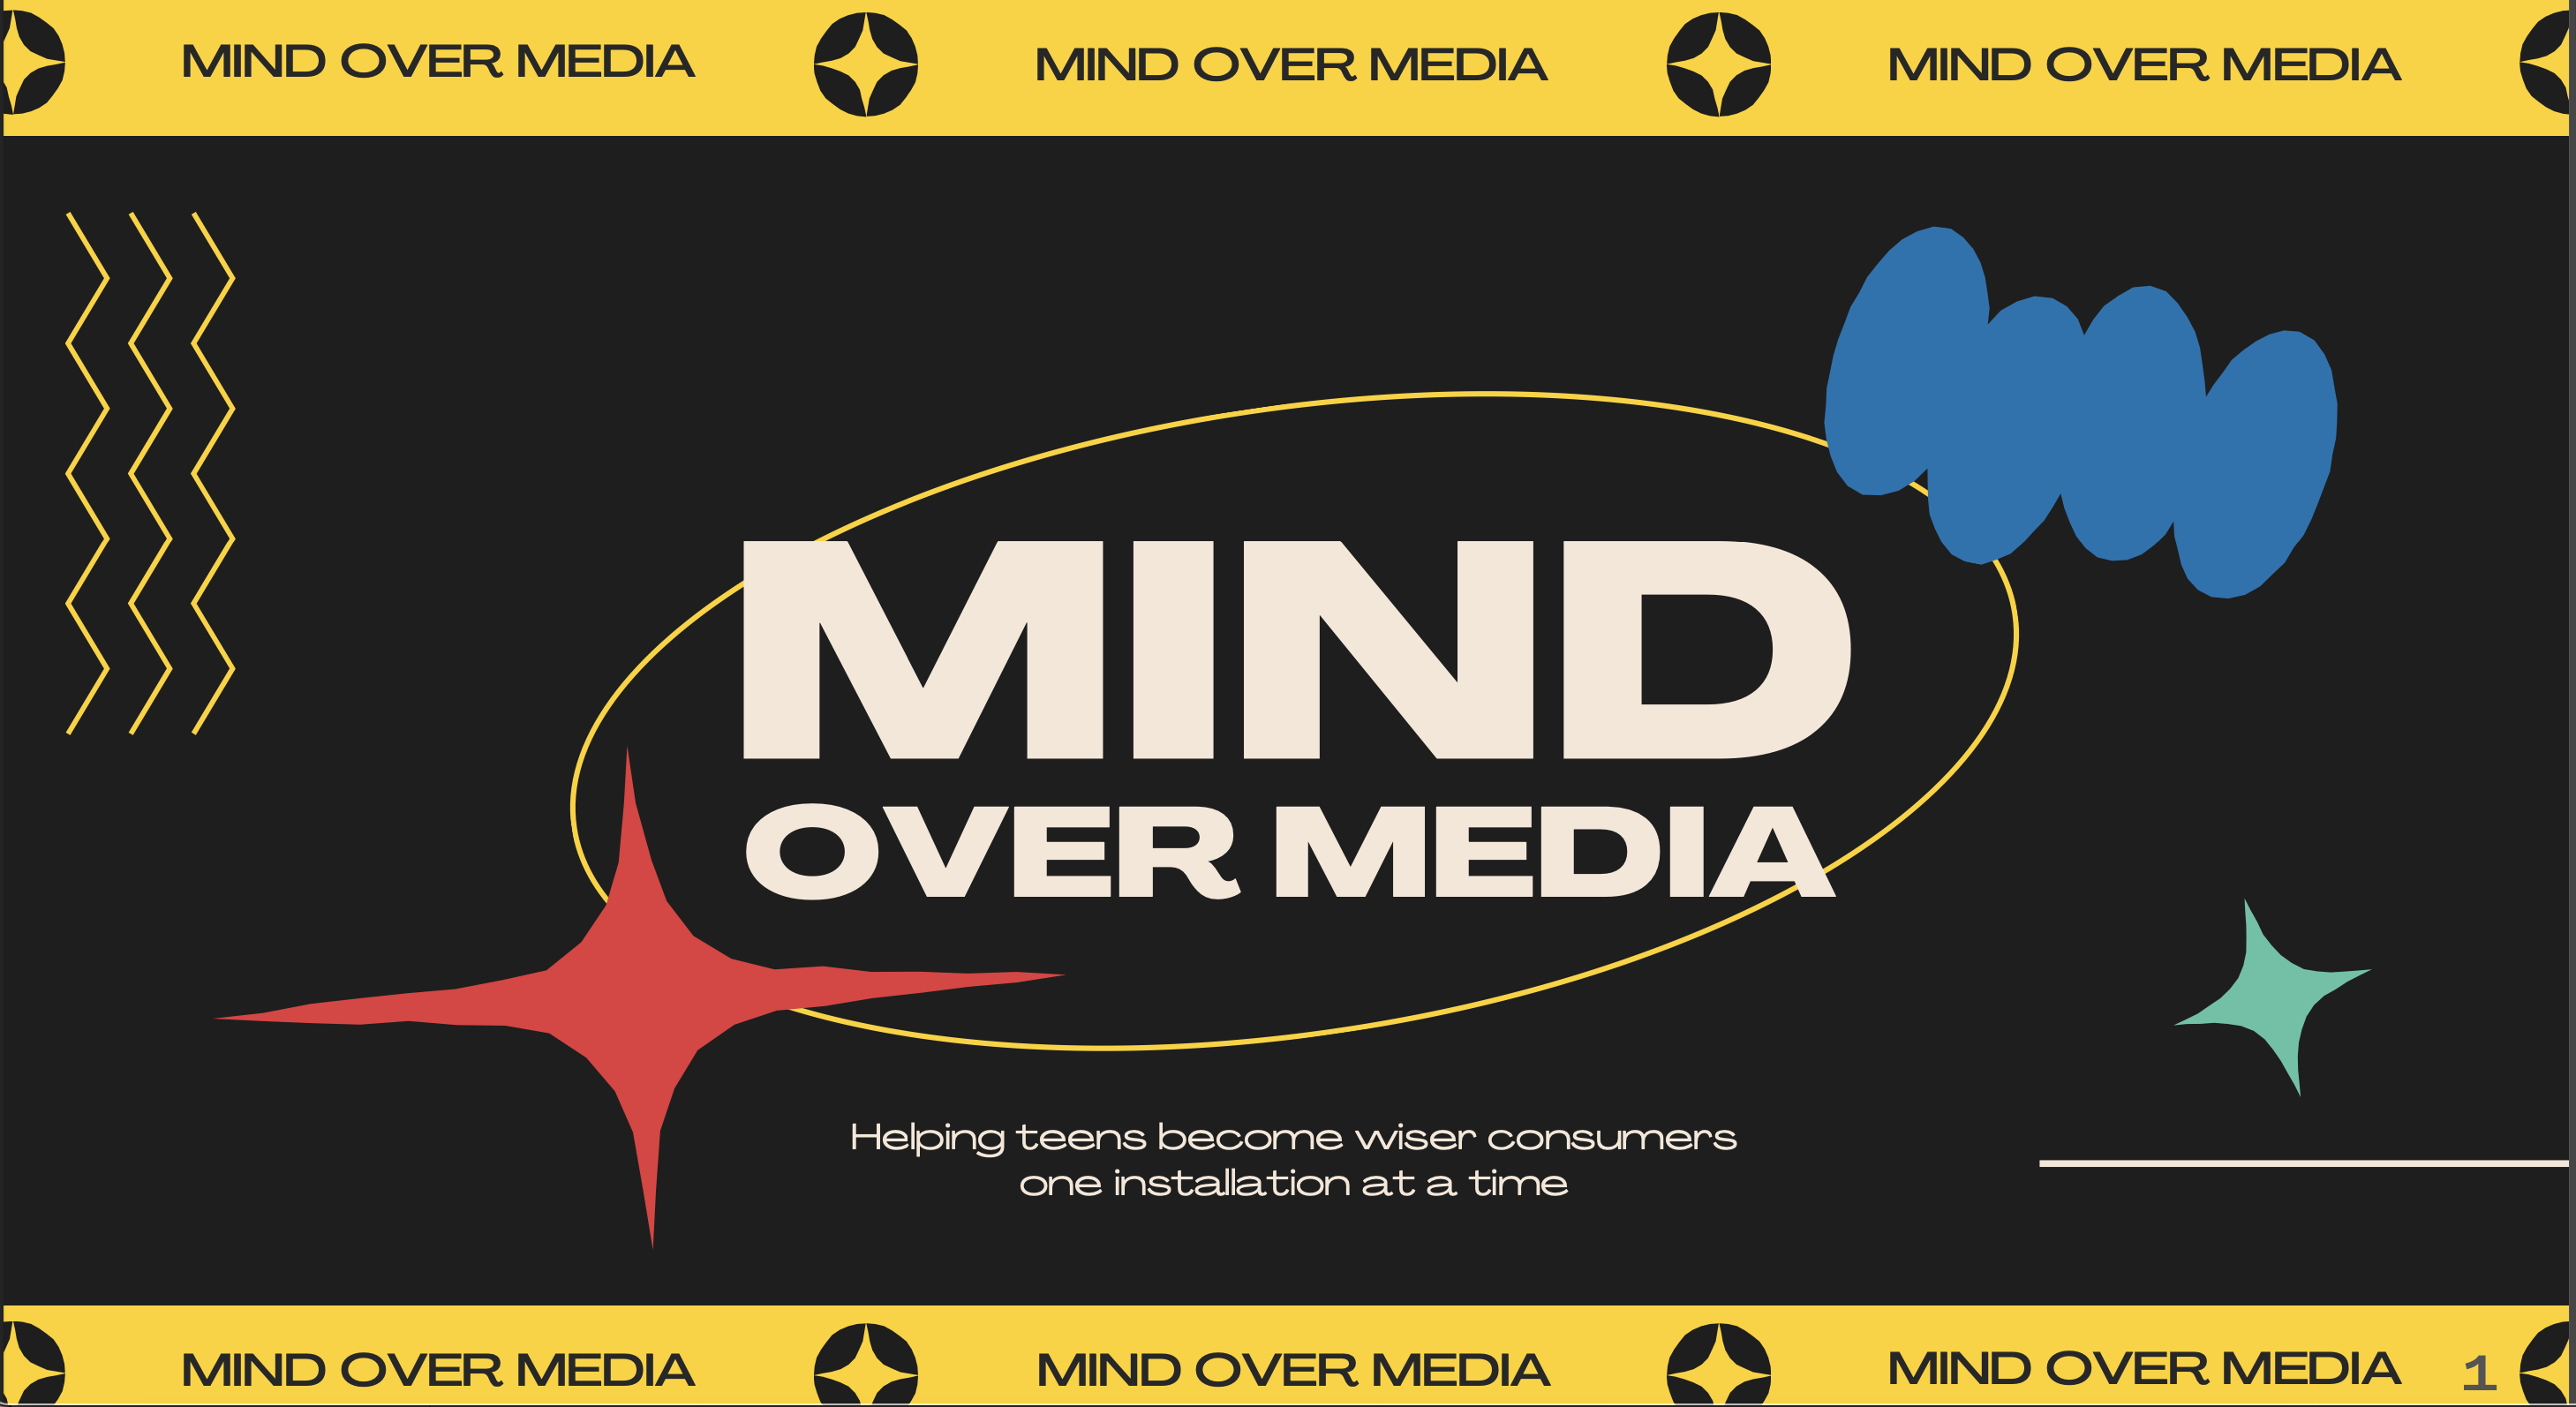 MIND OVER MEDIA MIND OVER MEDIA MIND OVER MEDIA
MIND
OVER MEDIA
Helping teens become wiser consumers
one installation at a time
MIND OVER MEDIA MIND OVER MEDIA MIND OVER MEDIA 1